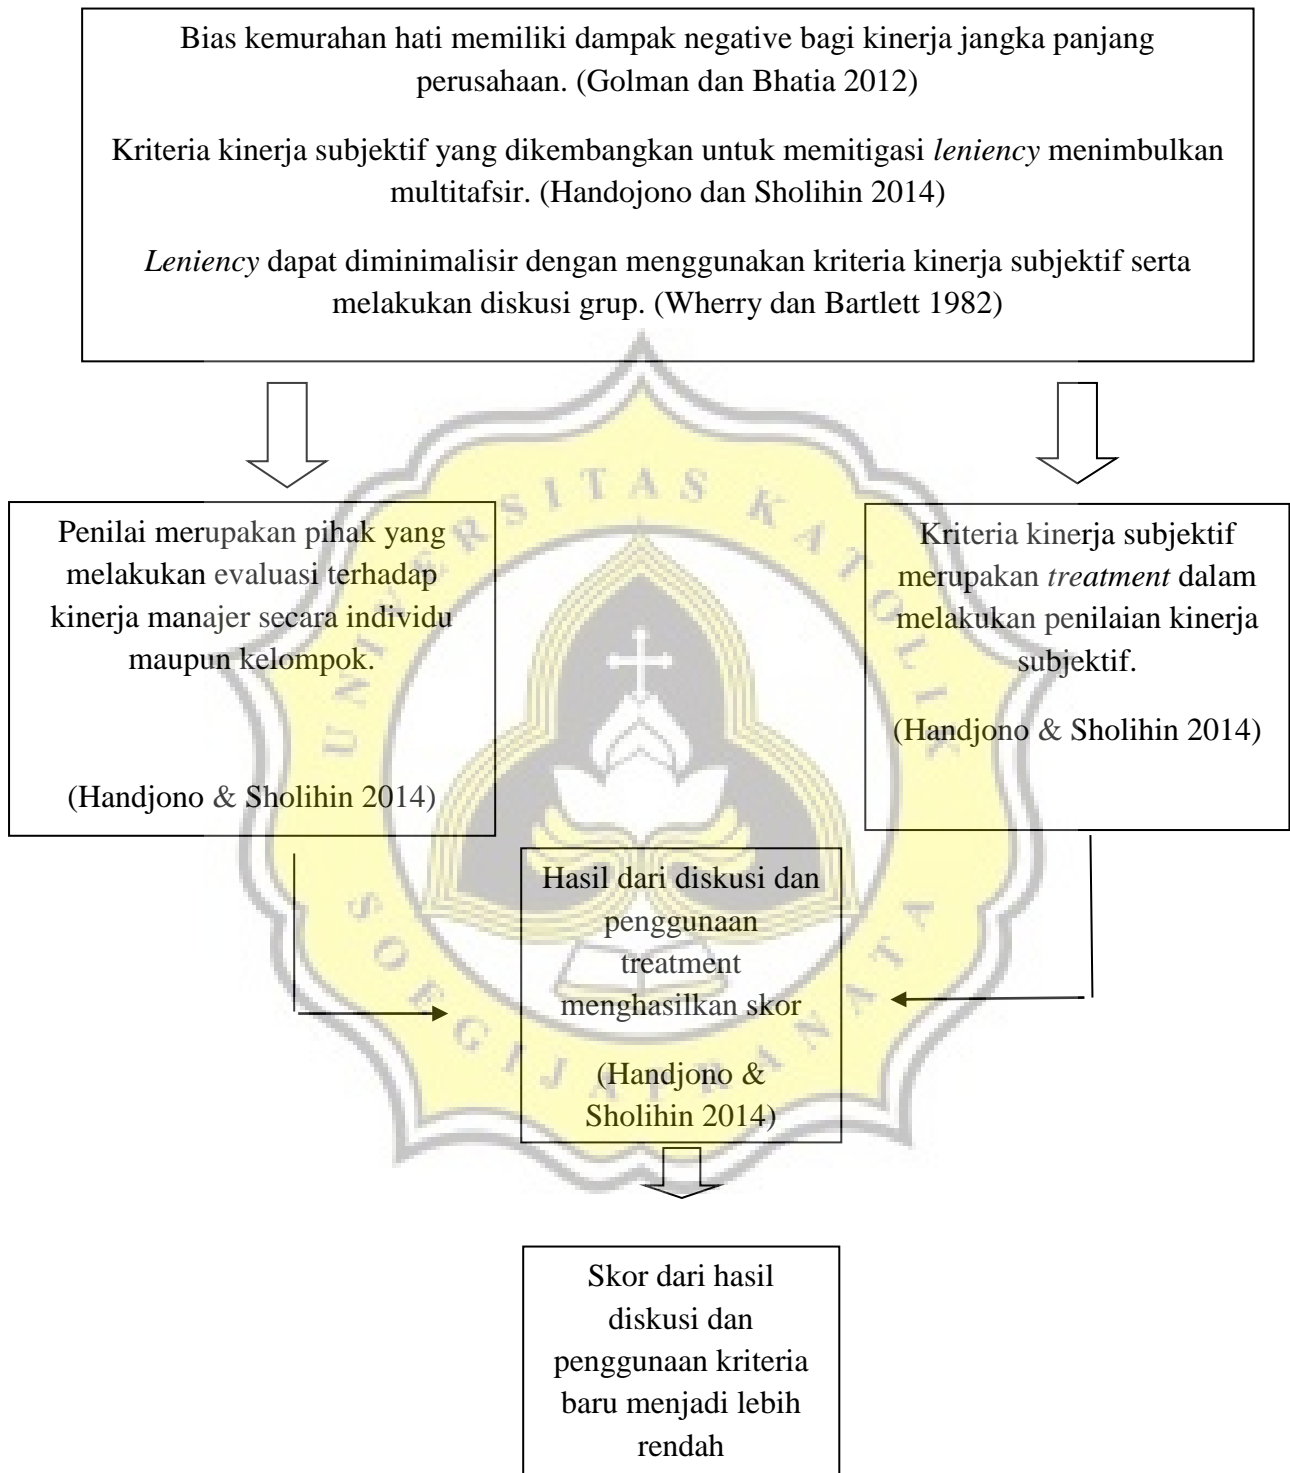 Bias kemurahan hati memiliki dampak negative bagi kinerja jangka panjang
perusahaan. (Golman dan Bhatia 2012)
Kriteria kinerja subjektif yang dikembangkan untuk memitigasi leniency menimbulkan
multitafsir. (Handojono dan Sholihin 2014)
Leniency dapat diminimalisir dengan menggunakan kriteria kinerja subjektif serta
melakukan diskusi grup. (Wherry dan Bartlett 1982)
Penilai merupakan pihak yang
melakukan evaluasi terhadap
kinerja manajer secara individu
maupun kelompok.
(Handjono & Sholihin 2014)
Kriteria kinerja subjektif
merupakan treatment dalam
melakukan penilaian kinerja
subjektif.
(Handjono & Sholihin 2014)
UNIVERSITAS KATOLIK
SOEGIJAPRANATA
Hasil dari diskusi dan
penggunaan
treatment
menghasilkan skor
(Handjono &
Sholihin 2014)
Skor dari hasil
diskusi dan
penggunaan kriteria
baru menjadi lebih
rendah